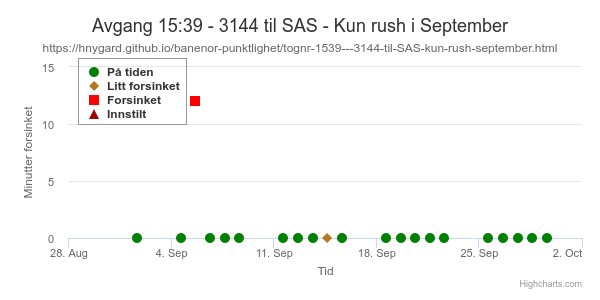 Avgang 15:39 - 3144 til SAS - Kun rush i September
https://hnygard.github.io/banenor-punktlighet/tognr-1539---3144-til-SAS-kun-rush-september.html
På tiden
Litt forsinket
Forsinket
Innstilt
Minutter forsinket
15
10
5
0
28. Aug 4. Sep 11. Sep 18. Sep 25. Sep 2. Oct
Tid
Highcharts.com